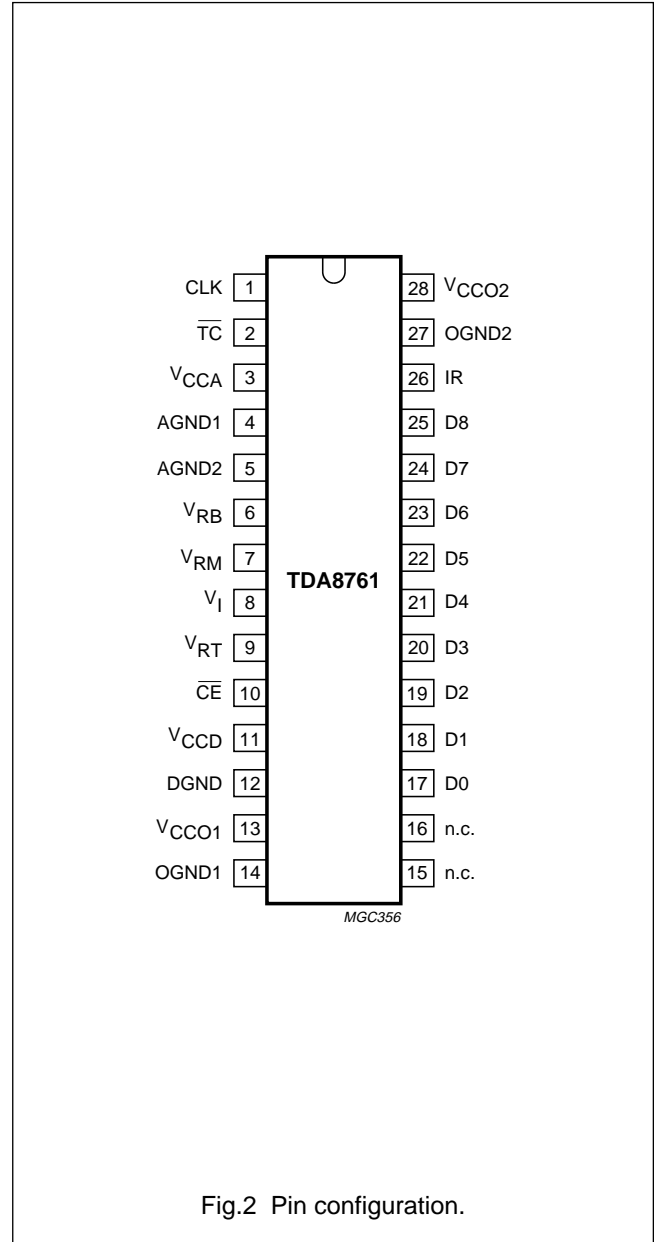 CLK 1 28 VCCO2
TC 2 27 OGND2
VCCA 3 26 IR
AGND1 4 25 D8
AGND2 5 24 D7
VRB 6 23 D6
VRM 7 22 D5
TDA8761
VI 8 21 D4
VRT 9 20 D3
CE 10 19 D2
VCCD 11 18 D1
DGND 12 17 D0
VCCO1 13 16 n.c.
OGND1 14 15 n.c.
MGC356
Fig.2 Pin configuration.